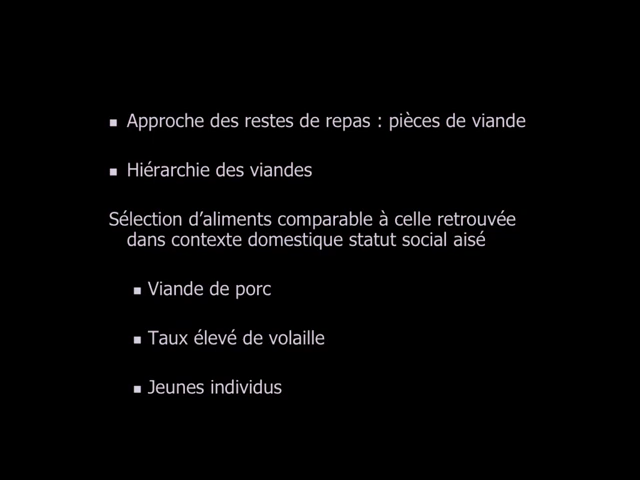 ▪ Approche des restes de repas : pièces de viande
▪ Hiérarchie des viandes
Sélection d’aliments comparable à celle retrouvée
dans contexte domestique statut social aisé
▪ Viande de porc
▪ Taux élevé de volaille
▪ Jeunes individus